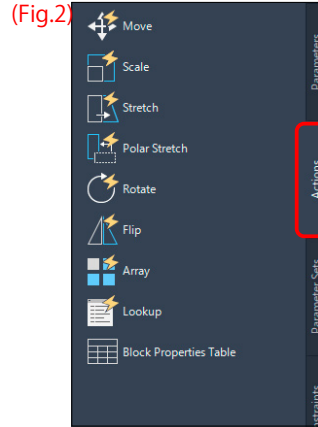 (Fig.2)
Move
Scale
Stretch
Polar Stretch
Rotate
Flip
Array
Lookup
Block Properties Table
Parameters
Actions
Parameter Sets